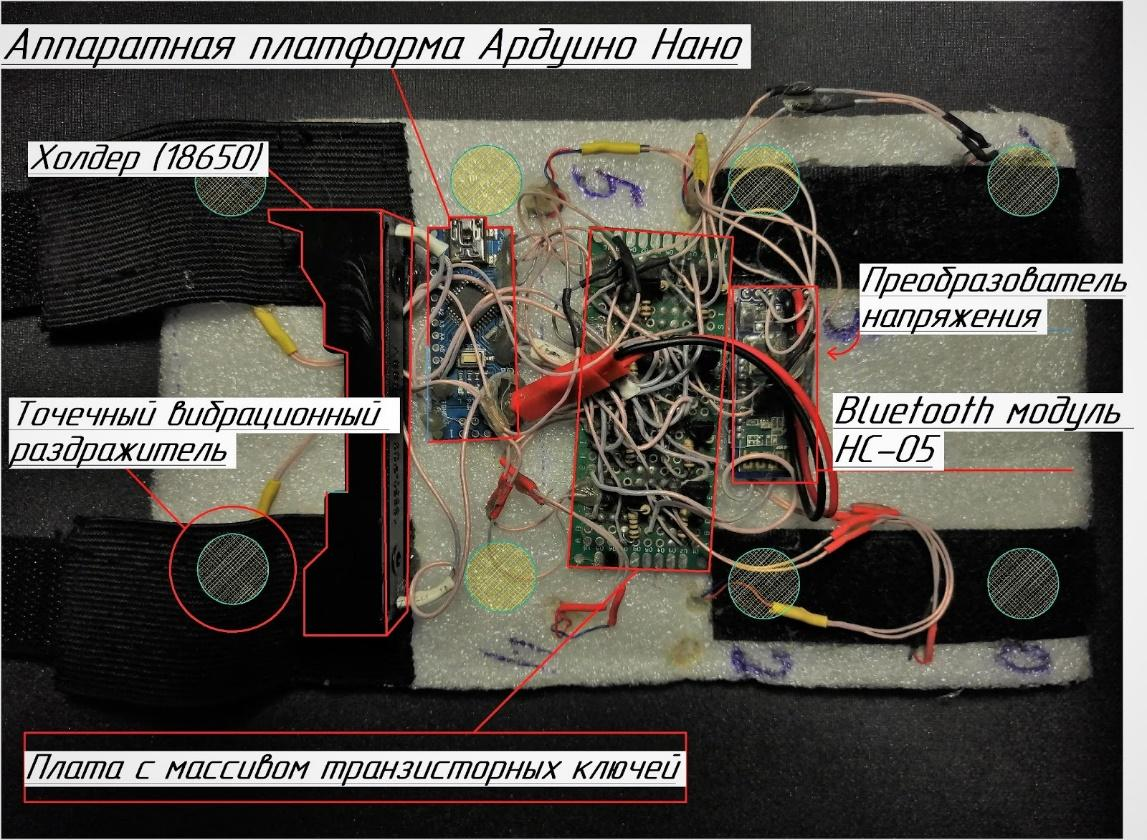 Аппаратная платформа Ардуино Нано
Холдер (18650)
5
Преобразователь
напряжения
Точечный вибрационный
раздражитель
Bluetooth модуль
HC-05
Плата с массивом транзисторных ключей